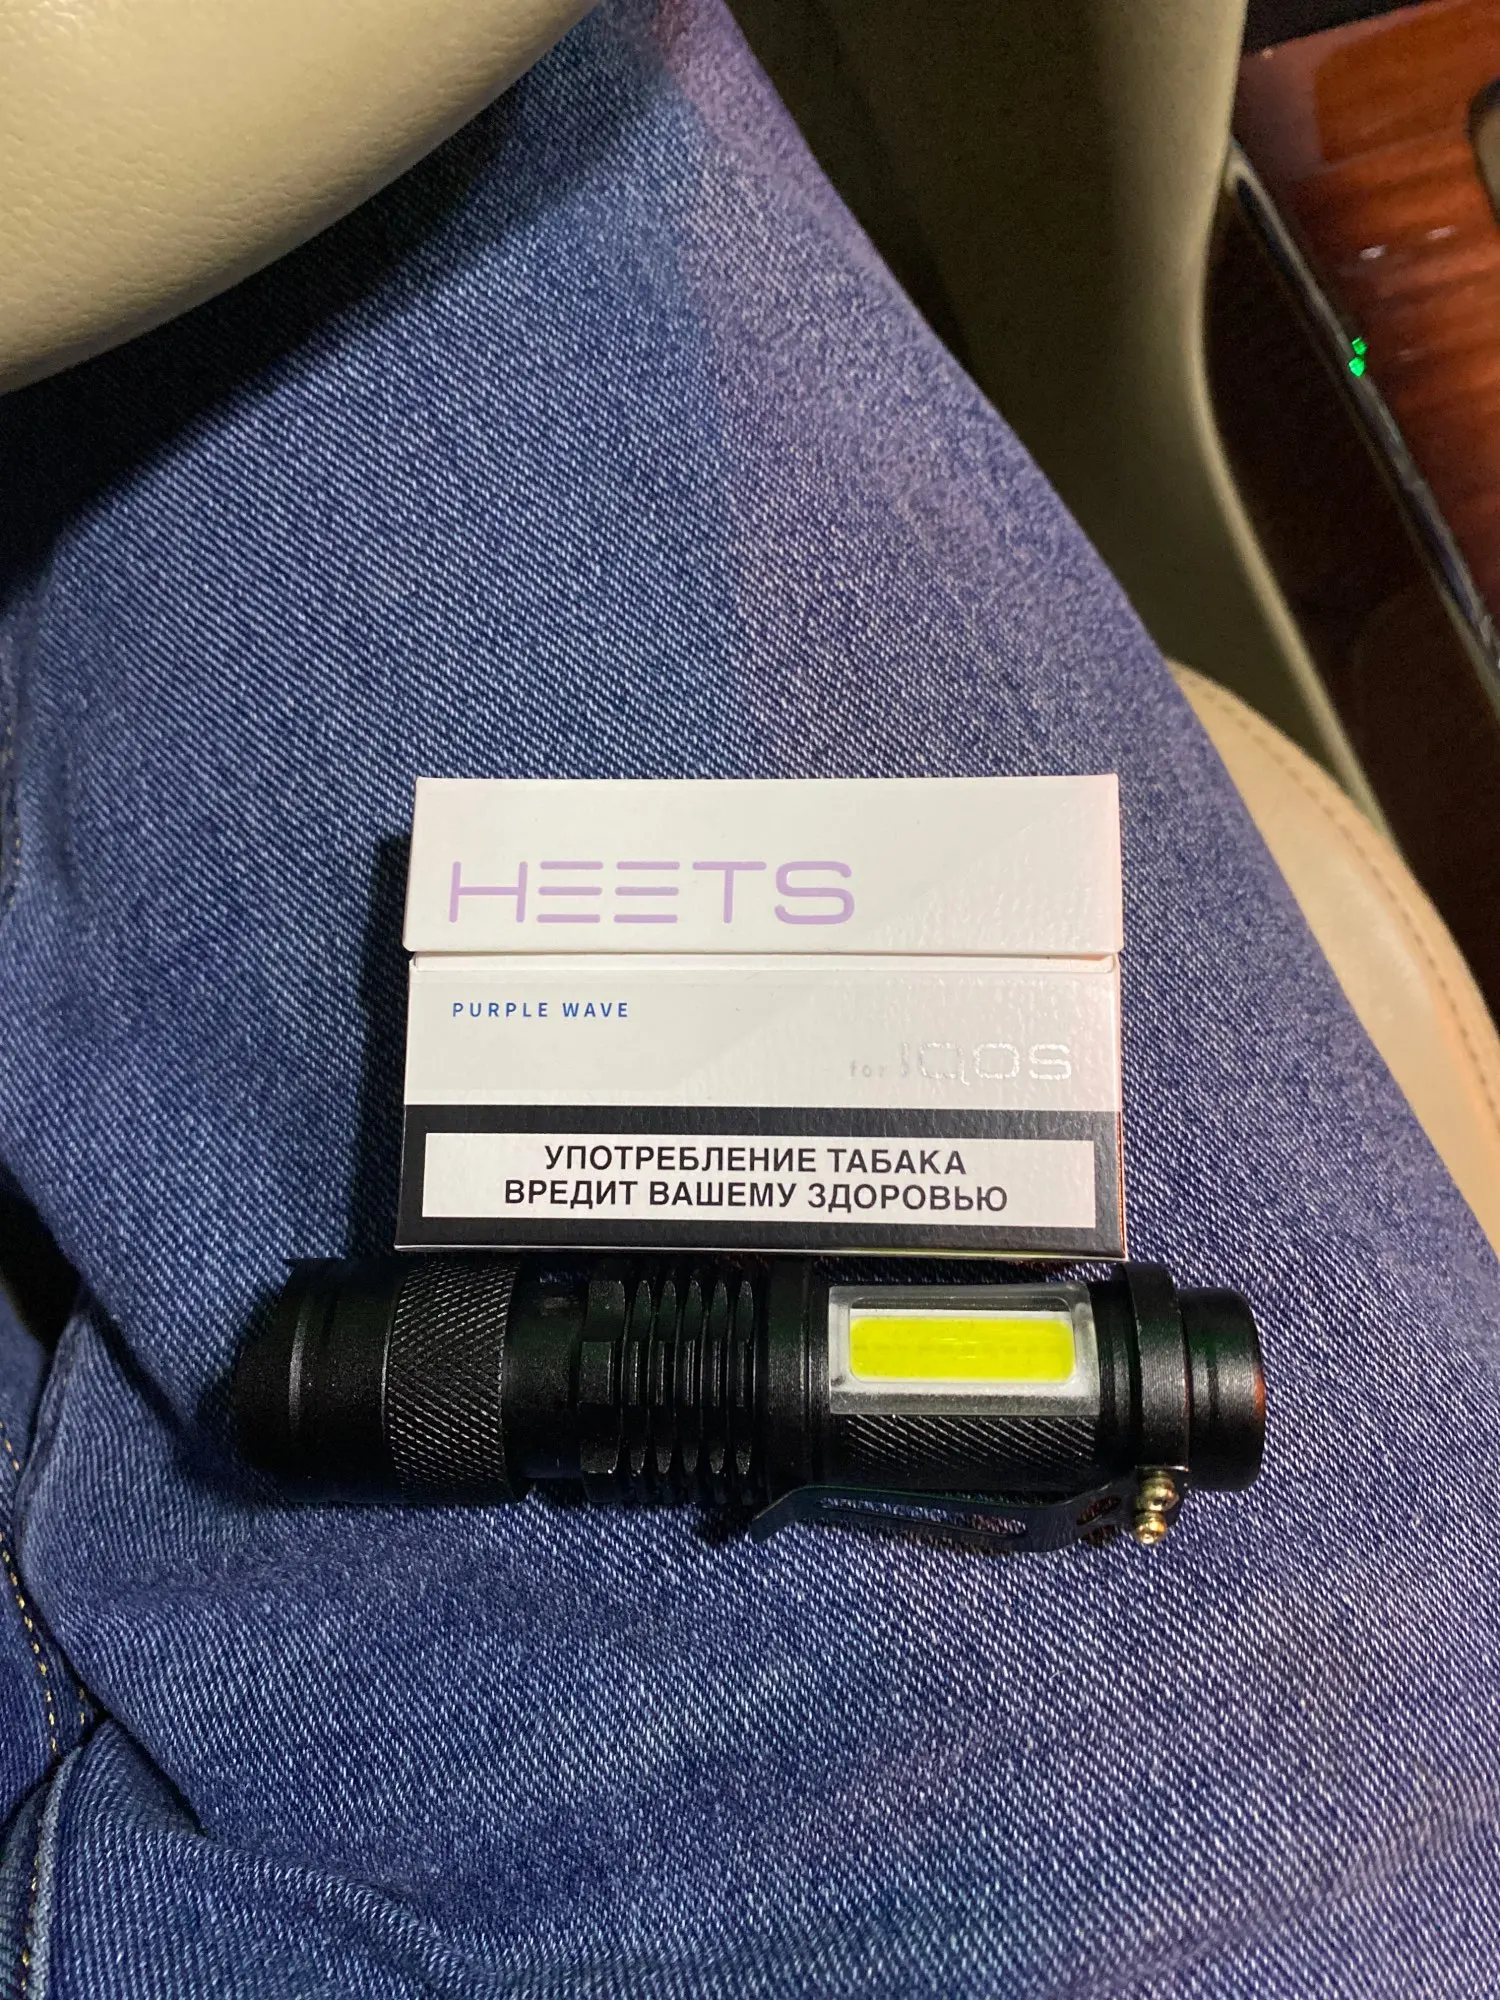 HEETS
PURPLE WAVE
for IQOS
УПОТРЕБЛЕНИЕ ТАБАКА
ВРЕДИТ ВАШЕМУ ЗДОРОВЬЮ